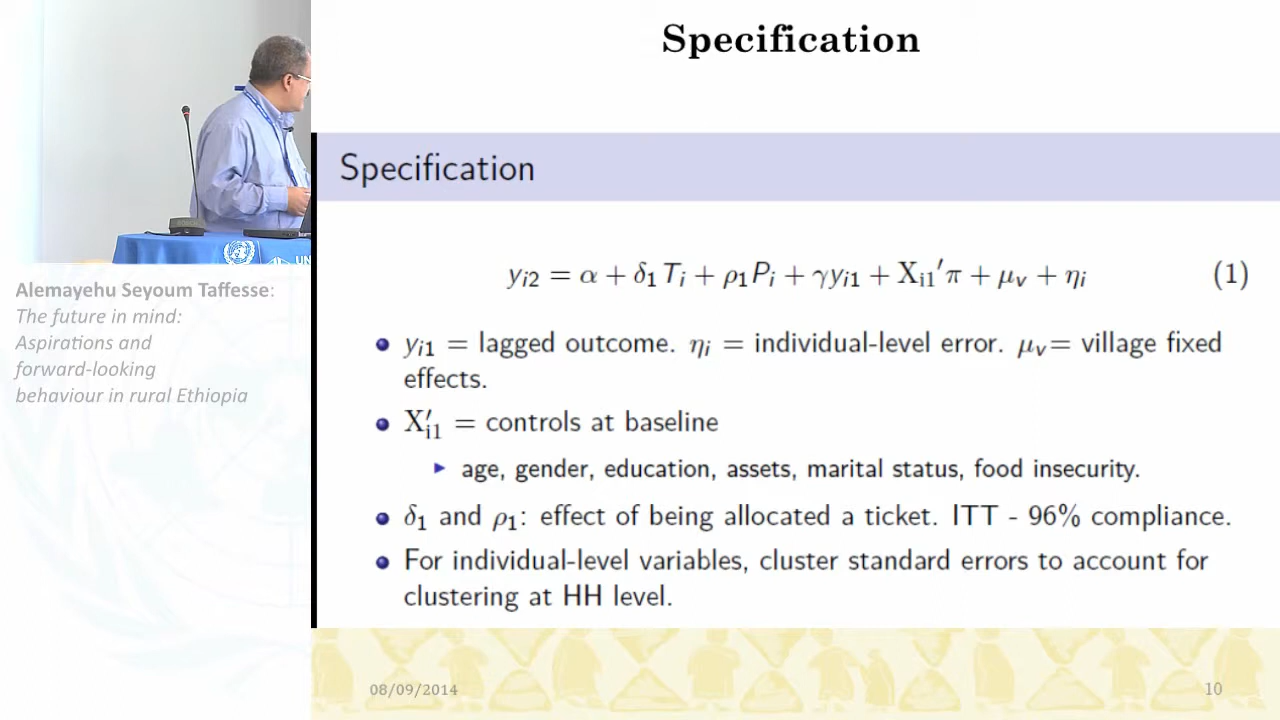 Specification
Specification
y_{i2} = α + δ_1 T_i + ρ_1 P_i + γy_{i1} + X_{i1}′π + μ_v + η_i (1)
y_{i1} = lagged outcome. η_i = individual-level error. μ_v= village fixed
effects.
X′_{i1} = controls at baseline
age, gender, education, assets, marital status, food insecurity.
δ_1 and ρ_1: effect of being allocated a ticket. ITT - 96% compliance.
For individual-level variables, cluster standard errors to account for
clustering at HH level.
08/09/2014
10
UN
Alemayehu Seyoum Taffesse:
The future in mind:
Aspirations and
forward-looking
behaviour in rural Ethiopia